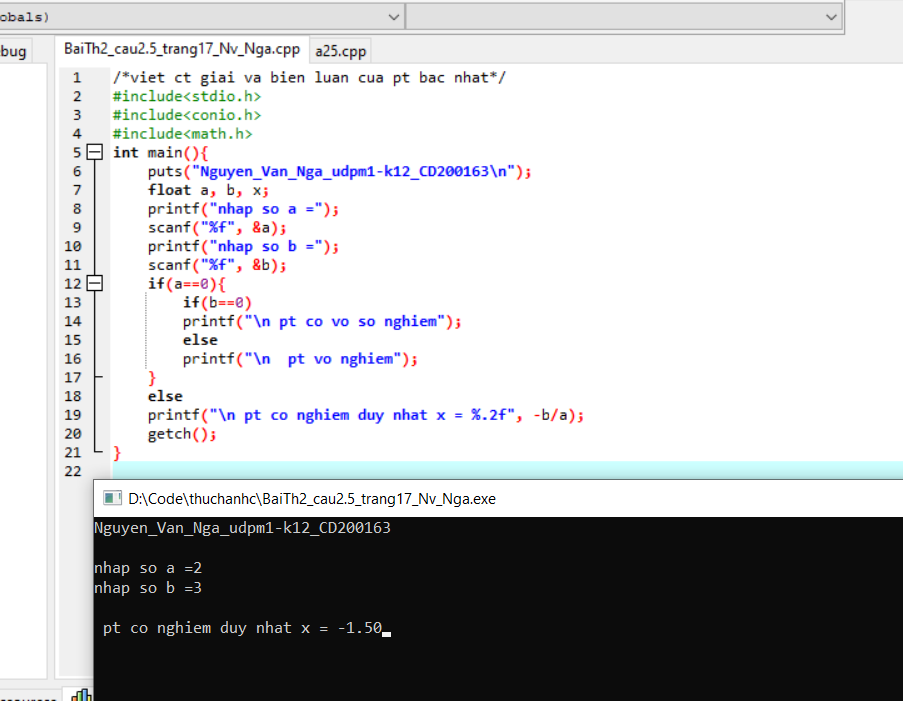 obals)
bug
BaiTh2_cau2.5_trang17_Nv_Nga.cpp a25.cpp
1 /*viet ct giai va bien luan cua pt bac nhat*/
2 #include<stdio.h>
3 #include<conio.h>
4 #include<math.h>
5 int main(){
6 puts("Nguyen_Van_Nga_udpm1-k12_CD200163\n");
7 float a, b, x;
8 printf("nhap so a =");
9 scanf("%f", &a);
10 printf("nhap so b =");
11 scanf("%f", &b);
12 if(a==0){
13 if(b==0)
14 printf("\n pt co vo so nghiem");
15 else
16 printf("\n  pt vo nghiem");
17 }
18 else
19 printf("\n pt co nghiem duy nhat x = %.2f", -b/a);
20 getch();
21 }
22
D:\Code\thuchanhc\BaiTh2_cau2.5_trang17_Nv_Nga.exe
Nguyen_Van_Nga_udpm1-k12_CD200163
nhap so a =2
nhap so b =3
pt co nghiem duy nhat x = -1.50